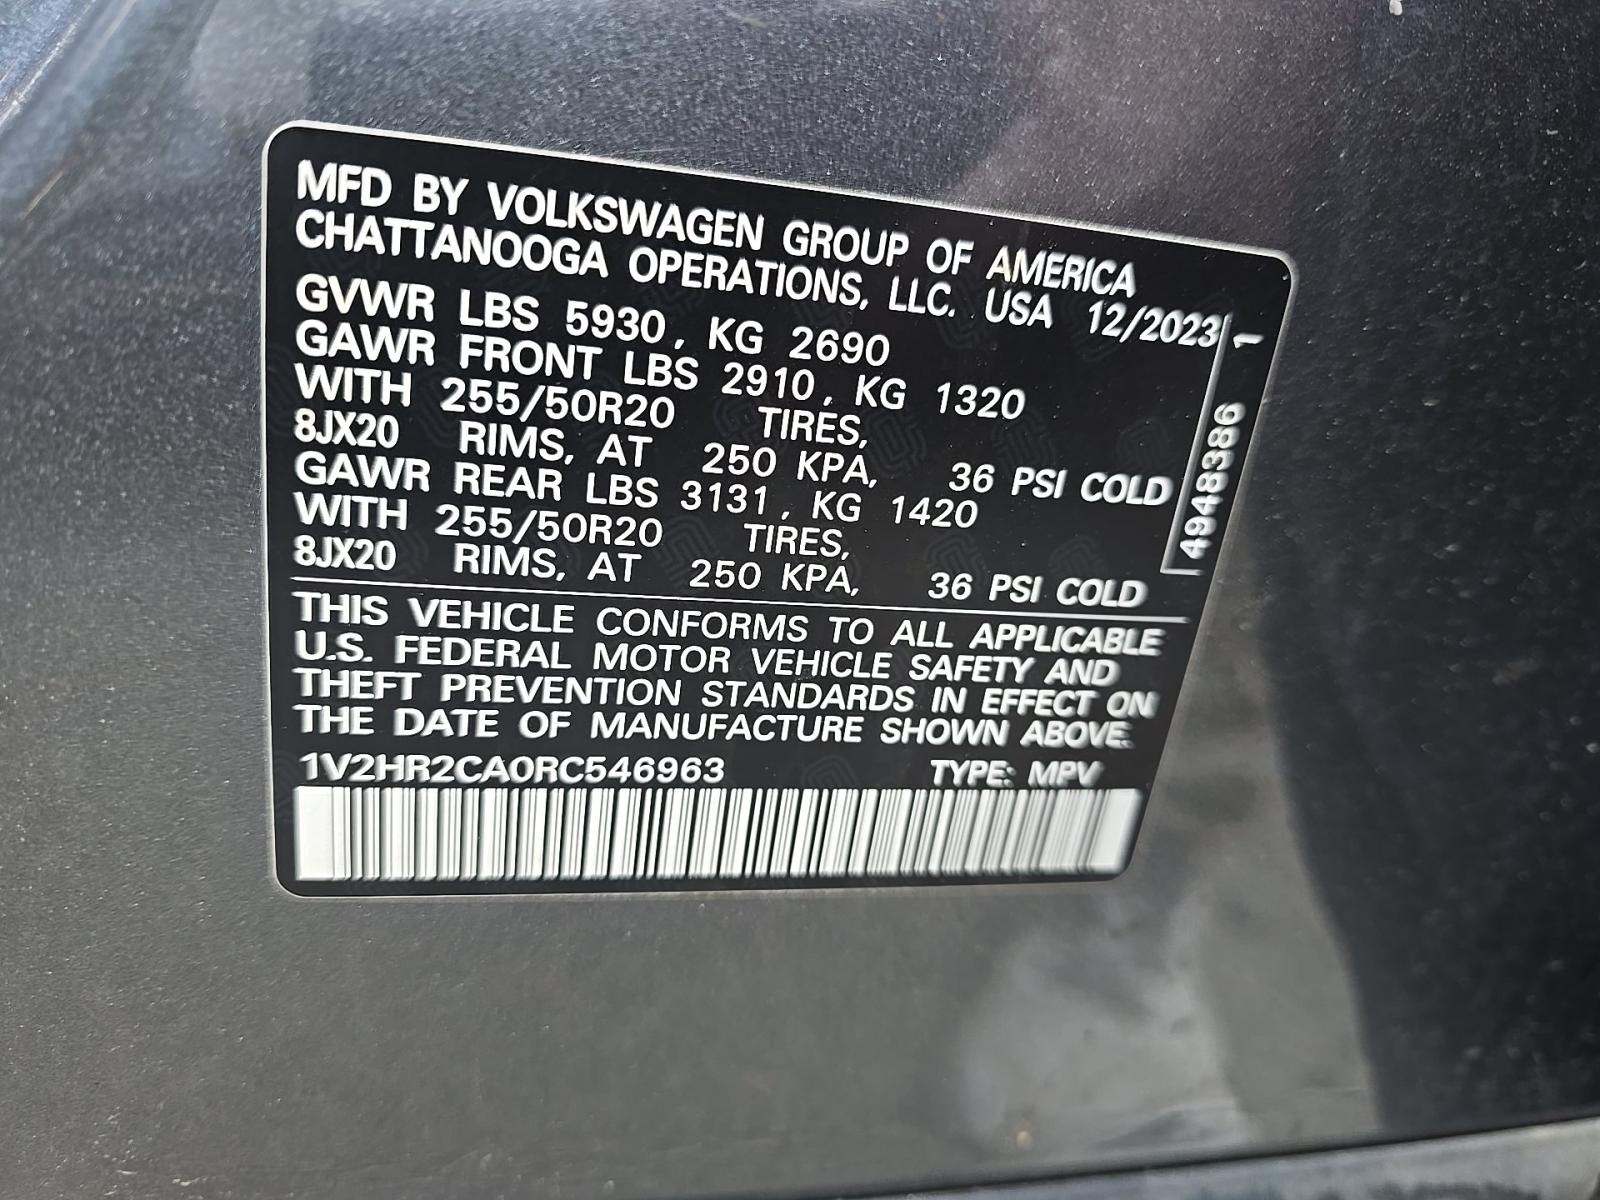 MFD BY VOLKSWAGEN GROUP OF AMERICA
CHATTANOOGA OPERATIONS, LLC. USA 12/2023
GVWR LBS 5930, KG 2690
GAWR FRONT LBS 2910, KG 1320
WITH 255/50R20 TIRES,
8JX20 RIMS, AT 250 KPA, 36 PSI COLD
GAWR REAR LBS 3131, KG 1420
WITH 255/50R20 TIRES,
8JX20 RIMS, AT 250 KPA, 36 PSI COLD
THIS VEHICLE CONFORMS TO ALL APPLICABLE
U.S. FEDERAL MOTOR VEHICLE SAFETY AND
THEFT PREVENTION STANDARDS IN EFFECT ON
THE DATE OF MANUFACTURE SHOWN ABOVE.
1V2HR2CA0RC546963 TYPE: MPV
4948386 1